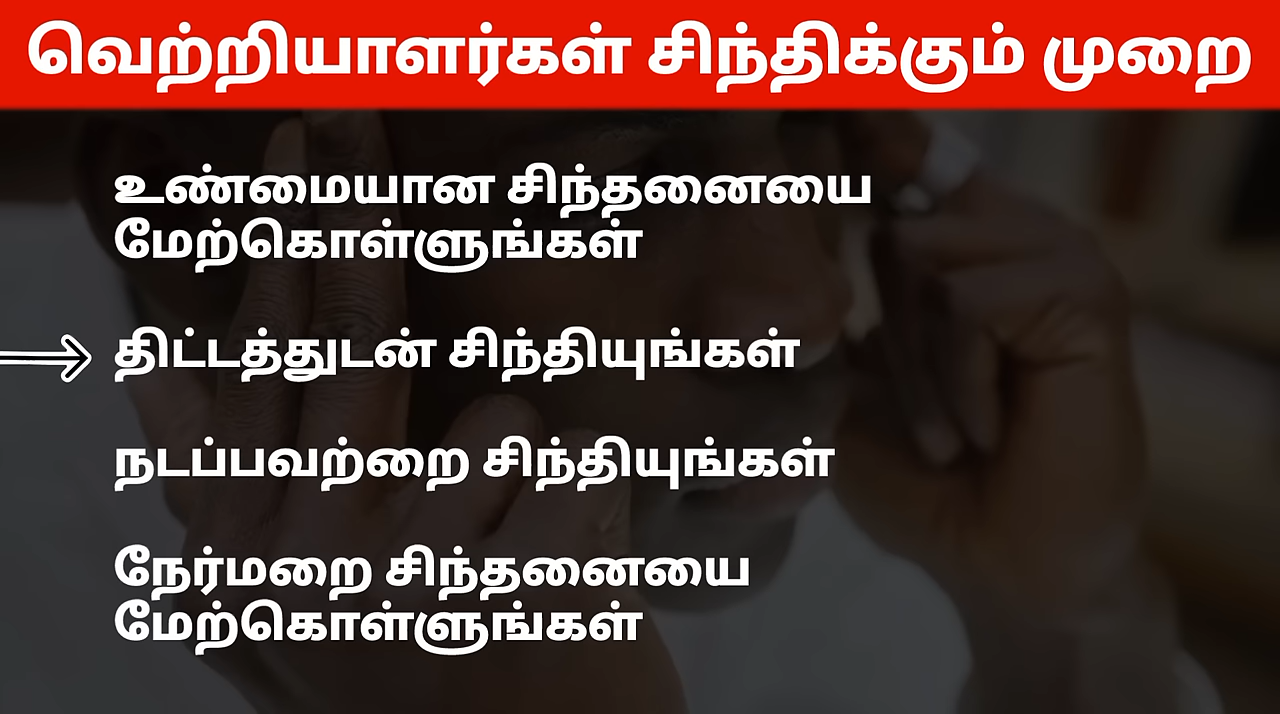 வெற்றியாளர்கள் சிந்திக்கும் முறை
உண்மையான சிந்தனையை
மேற்கொள்ளுங்கள்
திட்டத்துடன் சிந்தியுங்கள்
நடப்பவற்றை சிந்தியுங்கள்
நேர்மறை சிந்தனையை
மேற்கொள்ளுங்கள்